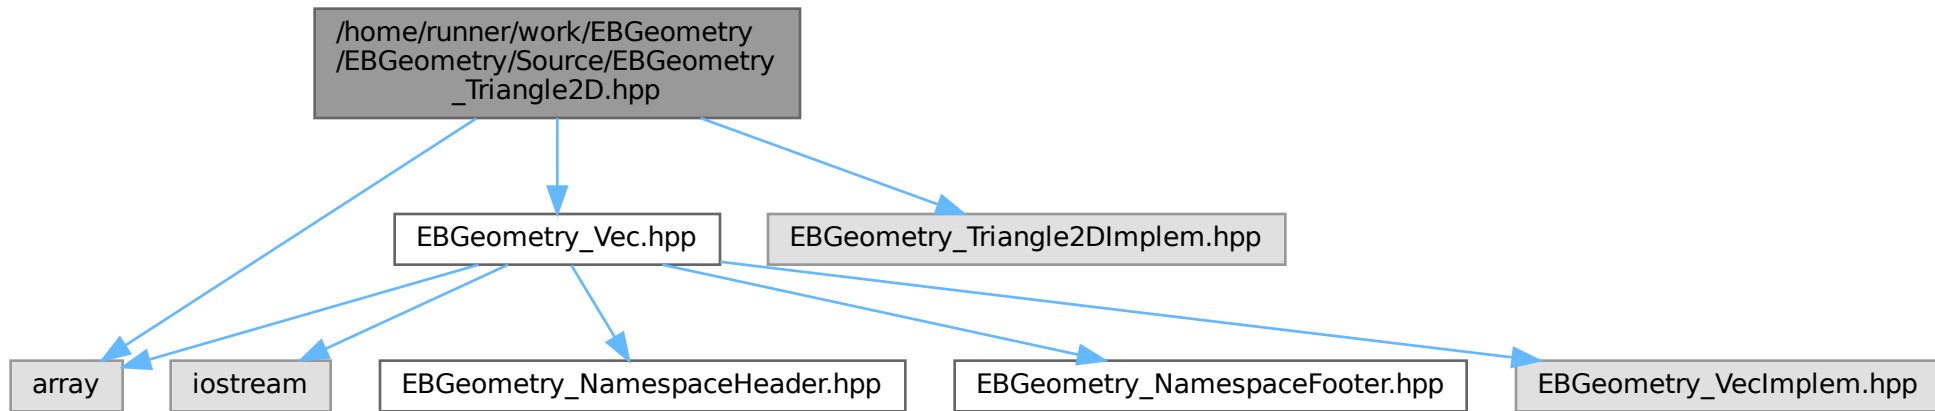 /home/runner/work/EBGeometry
/EBGeometry/Source/EBGeometry
_Triangle2D.hpp
EBGeometry_Vec.hpp
EBGeometry_Triangle2DImplem.hpp
array
iostream
EBGeometry_NamespaceHeader.hpp
EBGeometry_NamespaceFooter.hpp
EBGeometry_VecImplem.hpp